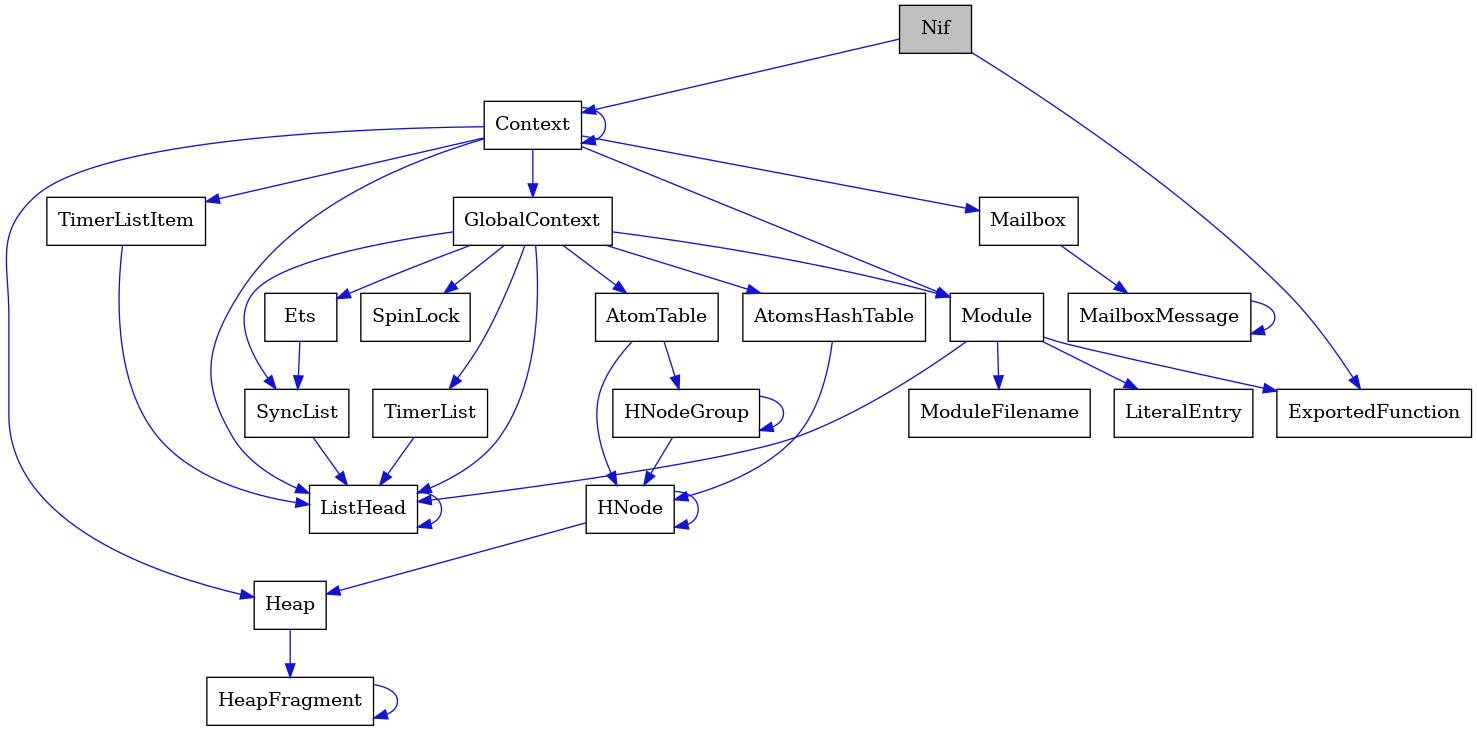 Nif
Context
TimerListItem
GlobalContext
Mailbox
Ets
SpinLock
AtomTable
AtomsHashTable
Module
MailboxMessage
SyncList
TimerList
HNodeGroup
ModuleFilename
LiteralEntry
ExportedFunction
ListHead
HNode
Heap
HeapFragment